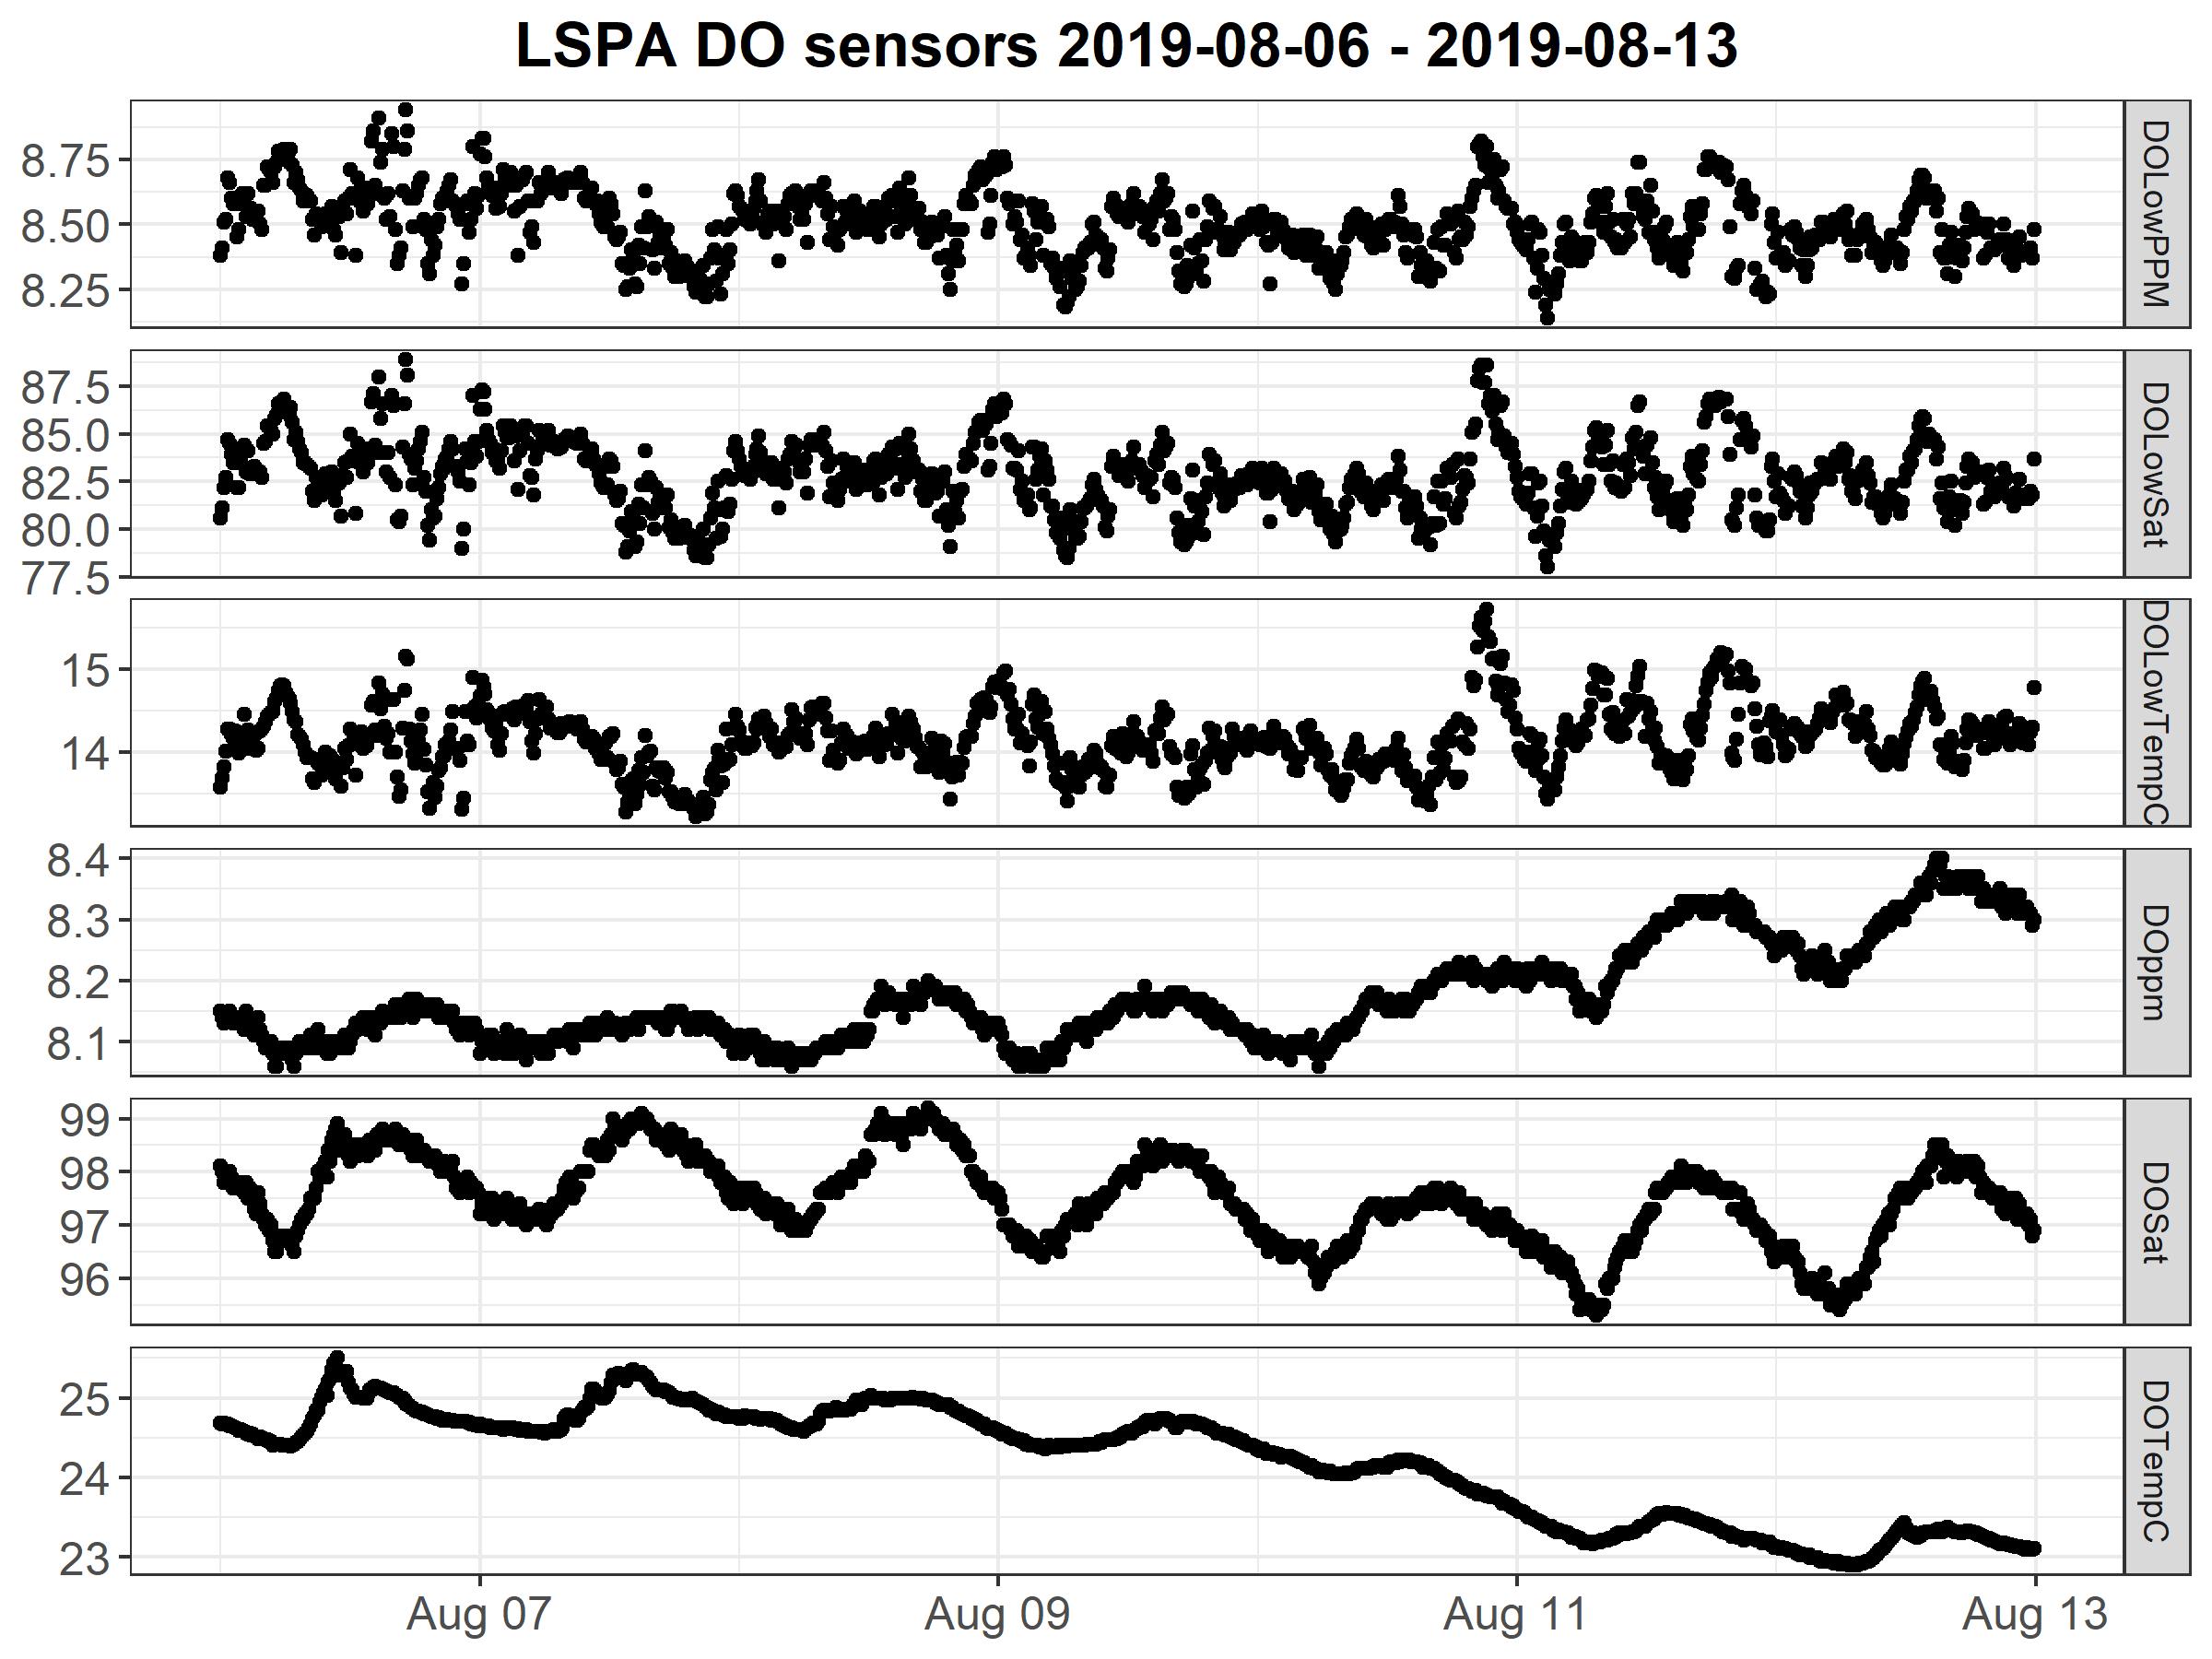 LSPA DO sensors 2019-08-06 - 2019-08-13
8.75
8.50
8.25
DOLowPPM
87.5
85.0
82.5
80.0
77.5
DOLowSat
15
14
DOLowTempC
8.4
8.3
8.2
8.1
DOppm
99
98
97
96
DOSat
25
24
23
DOTempC
Aug 07 Aug 09 Aug 11 Aug 13